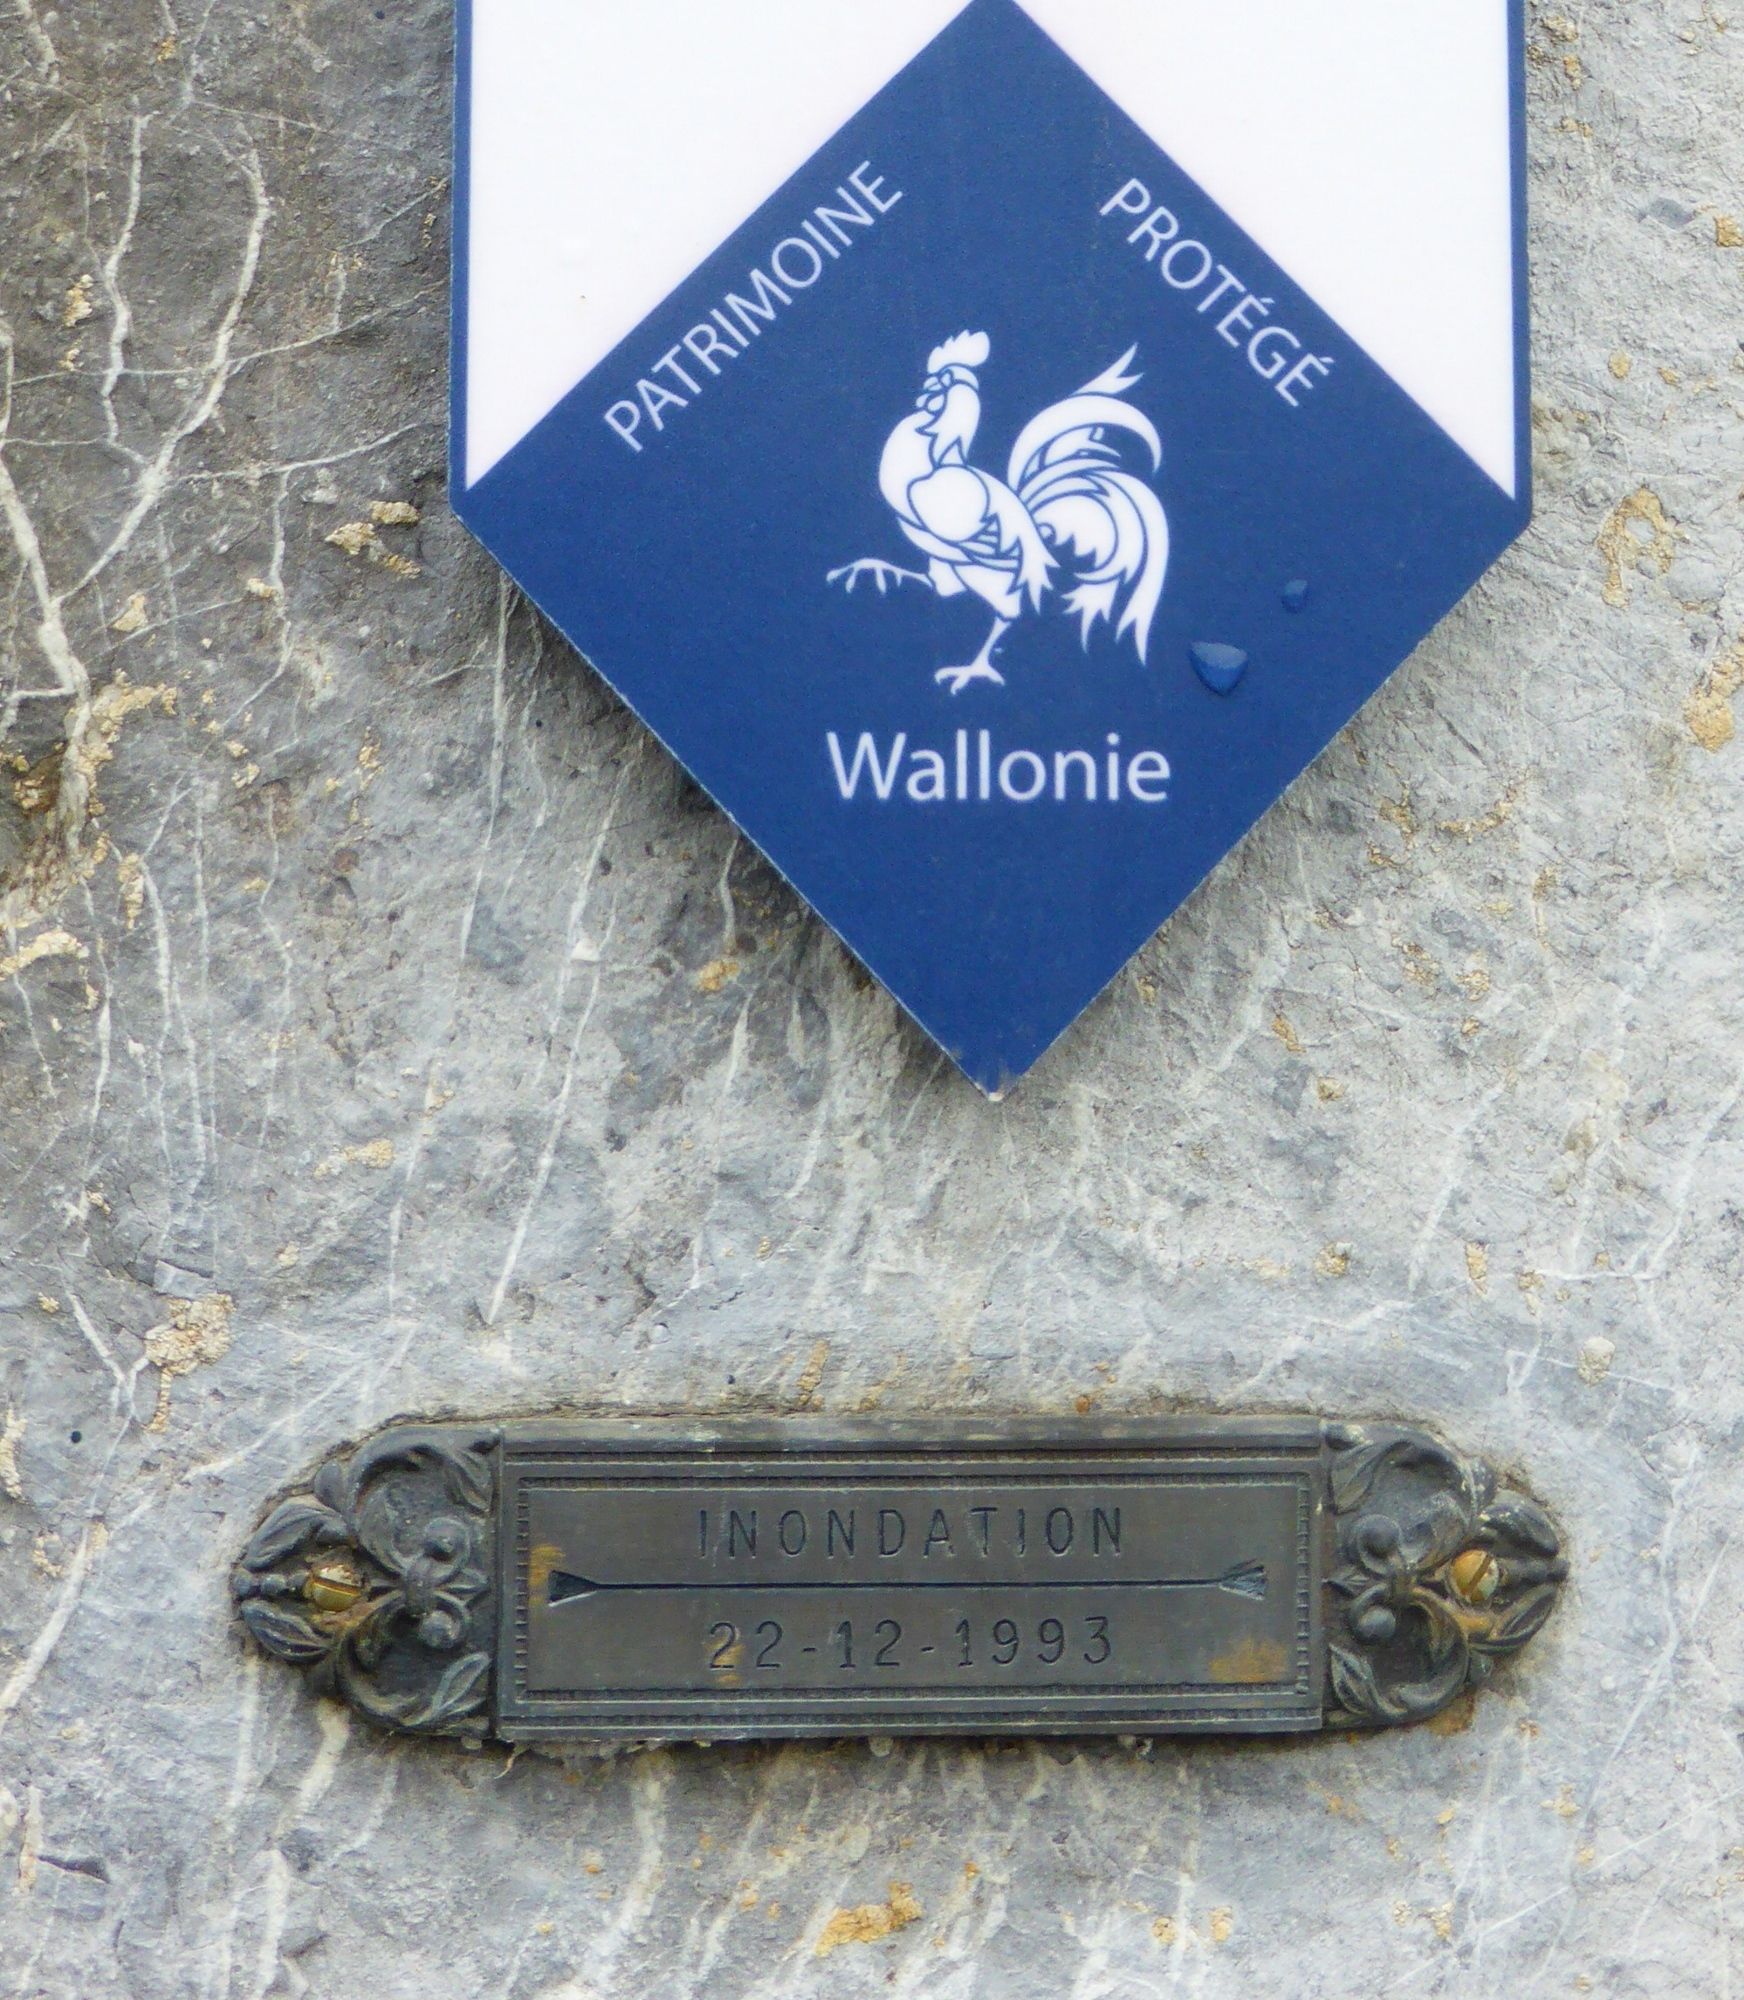 PATRIMOINE
PROTÉGÉ
Wallonie
INONDATION
22-12-1993